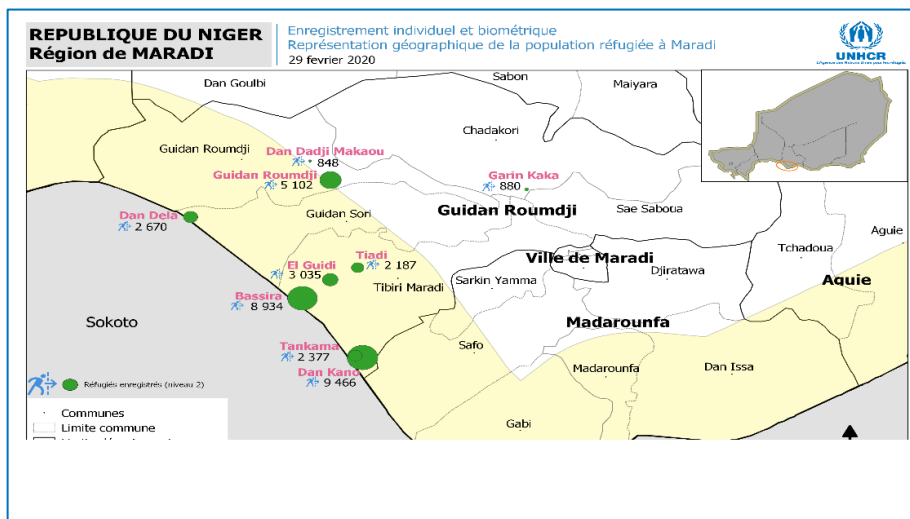 REPUBLIQUE DU NIGER
Région de MARADI
Enregistrement individuel et biométrique
Représentation géographique de la population réfugiée à Maradi
29 fevrier 2020
UNHCR
Dan Goulbi
Sabon
Maiyara
Chadakori
Guidan Roumdji
Dan Dadji Makaou
848
Guidan Roumdji
5 102
Garin Kaka
880
Dan Dela
2 670
Guidan Sori
Guidan Roumdji
Sae Saboua
Aguie
Tchadoua
Tiadi
2 187
El Guidi
3 035
Ville de Maradi
Djiratawa
Sarkin Yamma
Tibiri Maradi
Aquie
Bassira
8 934
Sokoto
Madarounfa
Tankama
2 377
Safo
Dan Kano
9 466
Madarounfa
Dan Issa
Réfugiés enregistrés (niveau 2)
Communes
Limite commune
Gabi